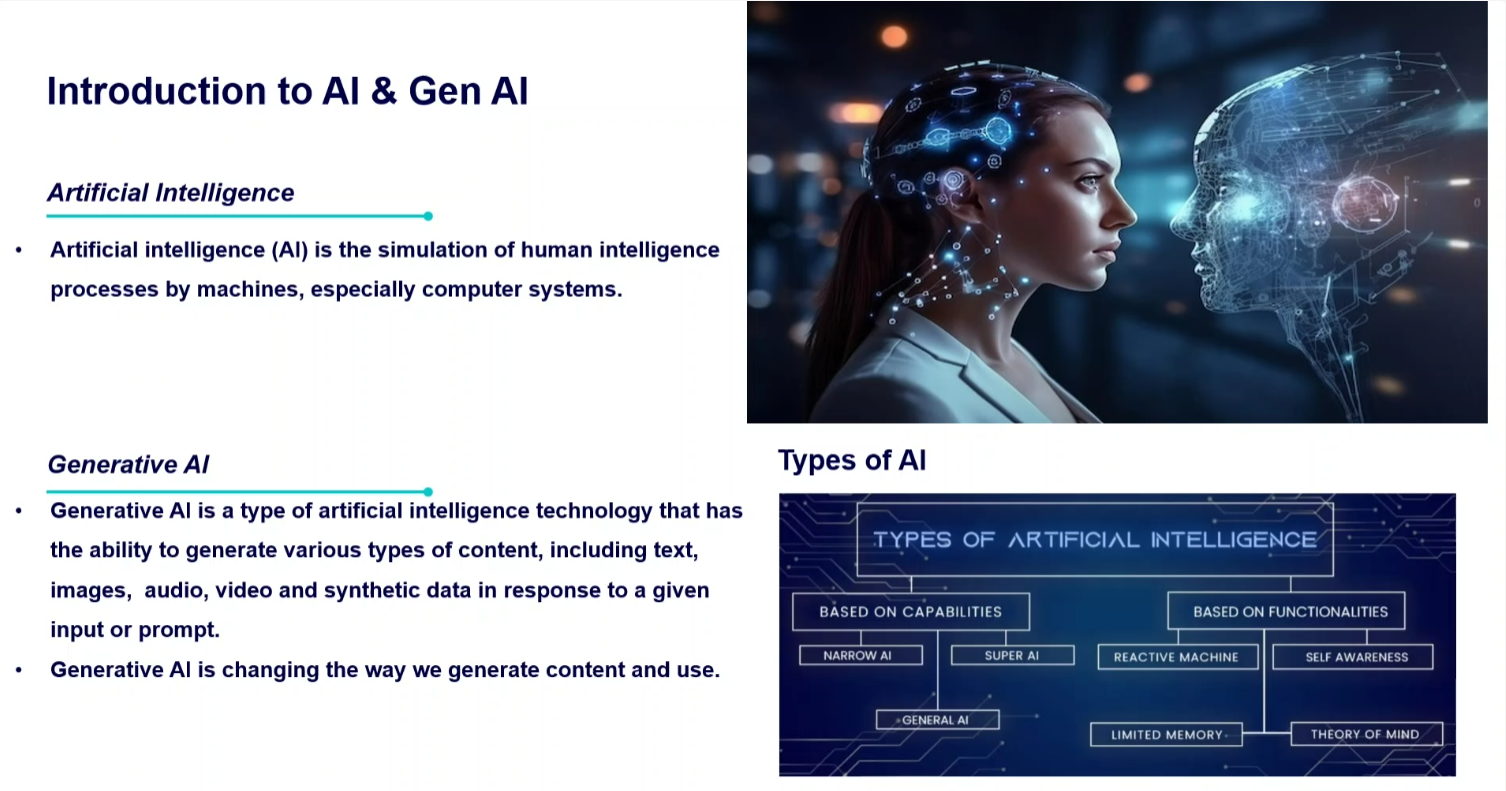 Introduction to AI & Gen AI
Artificial Intelligence
• Artificial intelligence (AI) is the simulation of human intelligence
processes by machines, especially computer systems.
Generative AI
• Generative AI is a type of artificial intelligence technology that has
the ability to generate various types of content, including text,
images,  audio, video and synthetic data in response to a given
input or prompt.
• Generative AI is changing the way we generate content and use.
Types of AI
TYPES OF ARTIFICIAL INTELLIGENCE
BASED ON CAPABILITIES
NARROW AI
SUPER AI
GENERAL AI
BASED ON FUNCTIONALITIES
REACTIVE MACHINE
SELF AWARENESS
LIMITED MEMORY
THEORY OF MIND